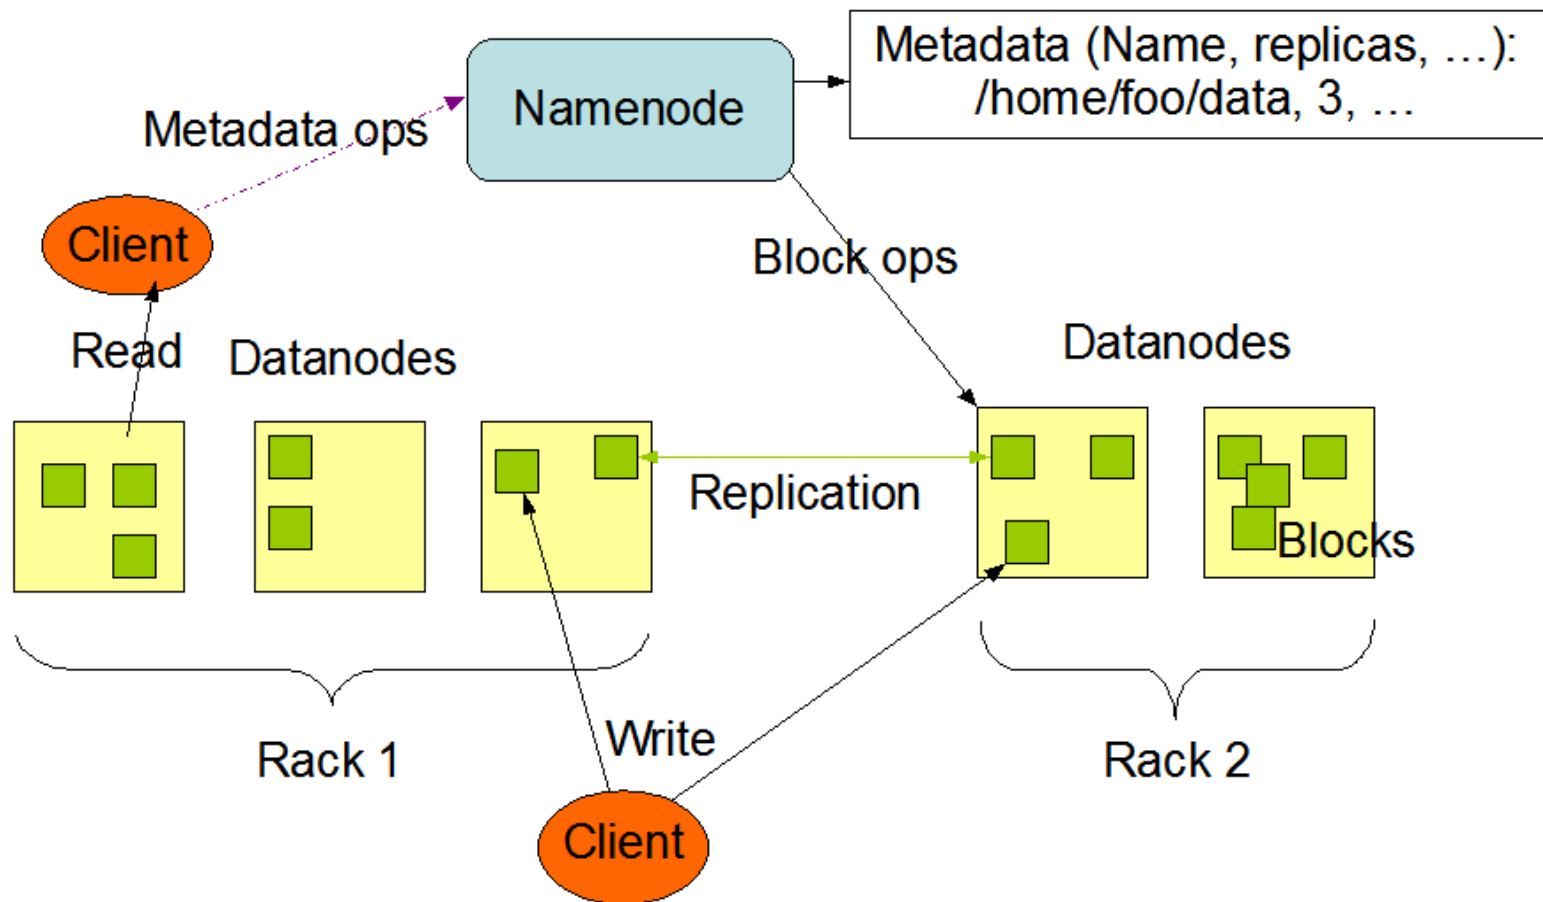 Metadata (Name, replicas, …):
/home/foo/data, 3, …
Namenode
Metadata ops
Client
Block ops
Read
Datanodes
Datanodes
Replication
Blocks
Rack 1
Write
Rack 2
Client